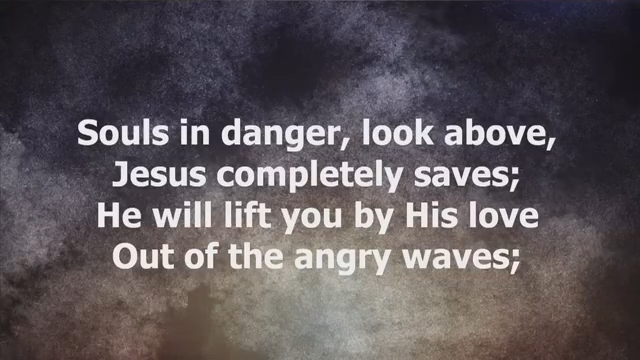 Souls in danger, look above,
Jesus completely saves;
He will lift you by His love
Out of the angry waves;